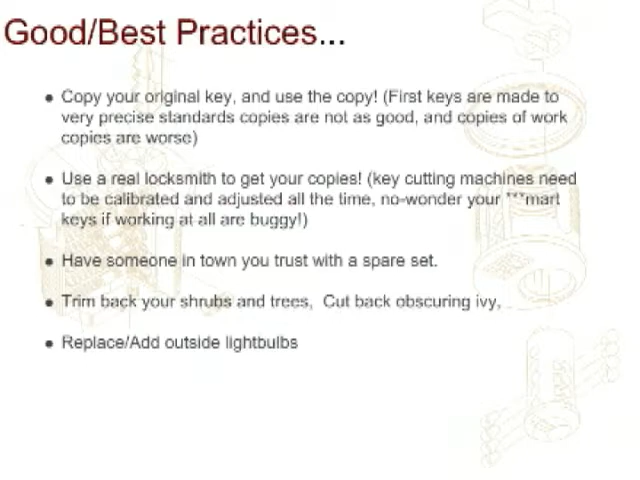 Good/Best Practices...
• Copy your original key, and use the copy! (First keys are made to
very precise standards copies are not as good, and copies of work
copies are worse)
• Use a real locksmith to get your copies! (key cutting machines need
to be calibrated and adjusted all the time, no-wonder your ***mart
keys if working at all are buggy!)
• Have someone in town you trust with a spare set.
• Trim back your shrubs and trees, Cut back obscuring ivy,
• Replace/Add outside lightbulbs